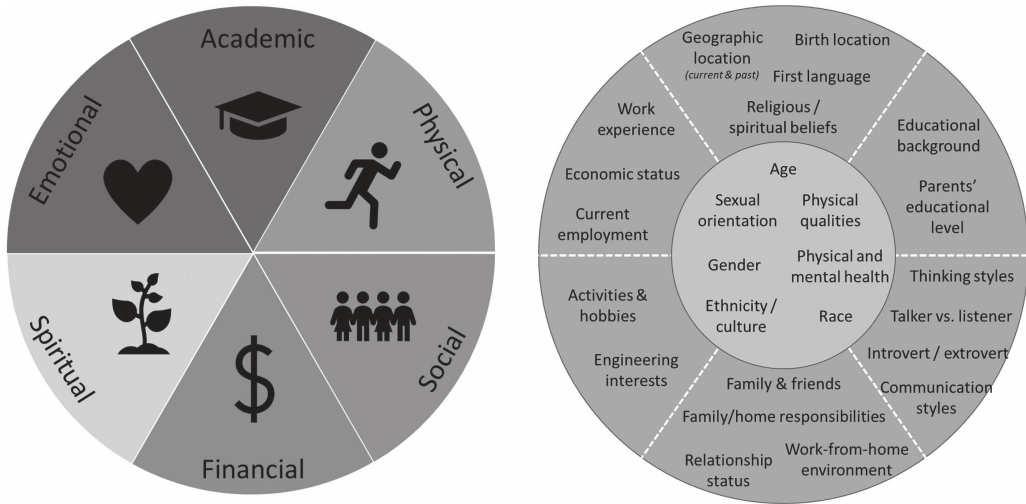 Academic
Physical
Social
Financial
Spiritual
Emotional
Geographic
location
(current & past)
Birth location
First language
Religious /
spiritual beliefs
Educational
background
Parents'
educational
level
Thinking styles
Talker vs. listener
Introvert / extrovert
Communication
styles
Family & friends
Family/home responsibilities
Relationship
status
Work-from-home
environment
Activities &
hobbies
Engineering
interests
Work
experience
Economic status
Current
employment
Age
Sexual
orientation
Physical
qualities
Gender
Physical and
mental health
Ethnicity /
culture
Race